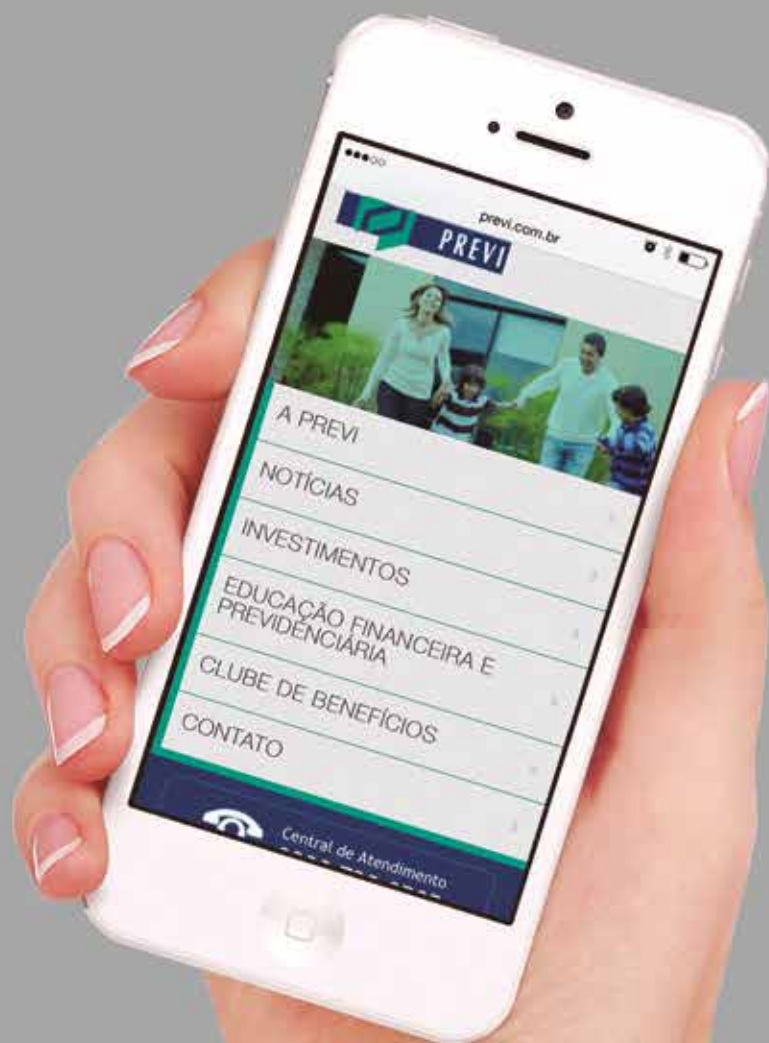 previ.com.br
PREVI
A PREVI
NOTÍCIAS
INVESTIMENTOS
EDUCAÇÃO FINANCEIRA E
PREVIDENCIÁRIA
CLUBE DE BENEFÍCIOS
CONTATO
Central de Atendimento